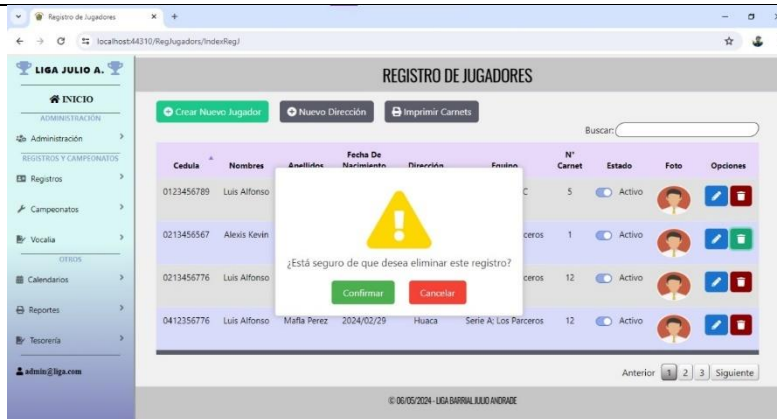 Registro de Jugadores
localhost:44310/RegJugadors/IndexRegJ
LIGA JULIO A.
INICIO
ADMINISTRACIÓN
Administración
REGISTROS Y CAMPEONATOS
Registros
Campeonatos
Vocalia
OTROS
Calendarios
Reportes
Tesorería
admin@liga.com
REGISTRO DE JUGADORES
Crear Nuevo Jugador Nuevo Dirección Imprimir Carnets
Buscar:
Cedula Nombres Apellidos Fecha De Nacimiento Dirección Equipo N° Carnet Estado Foto Opciones
0123456789 Luis Alfonso C 5 Activo
0213456567 Alexis Kevin ceros 1 Activo
0213456776 Luis Alfonso ceros 12 Activo
0412356776 Luis Alfonso Mafla Perez 2024/02/29 Huaca Serie A; Los Parceros 12 Activo
¿Está seguro de que desea eliminar este registro?
Confirmar Cancelar
Anterior 1 2 3 Siguiente
© 06/05/2024 - LIGA BARRIAL JULIO ANDRADE